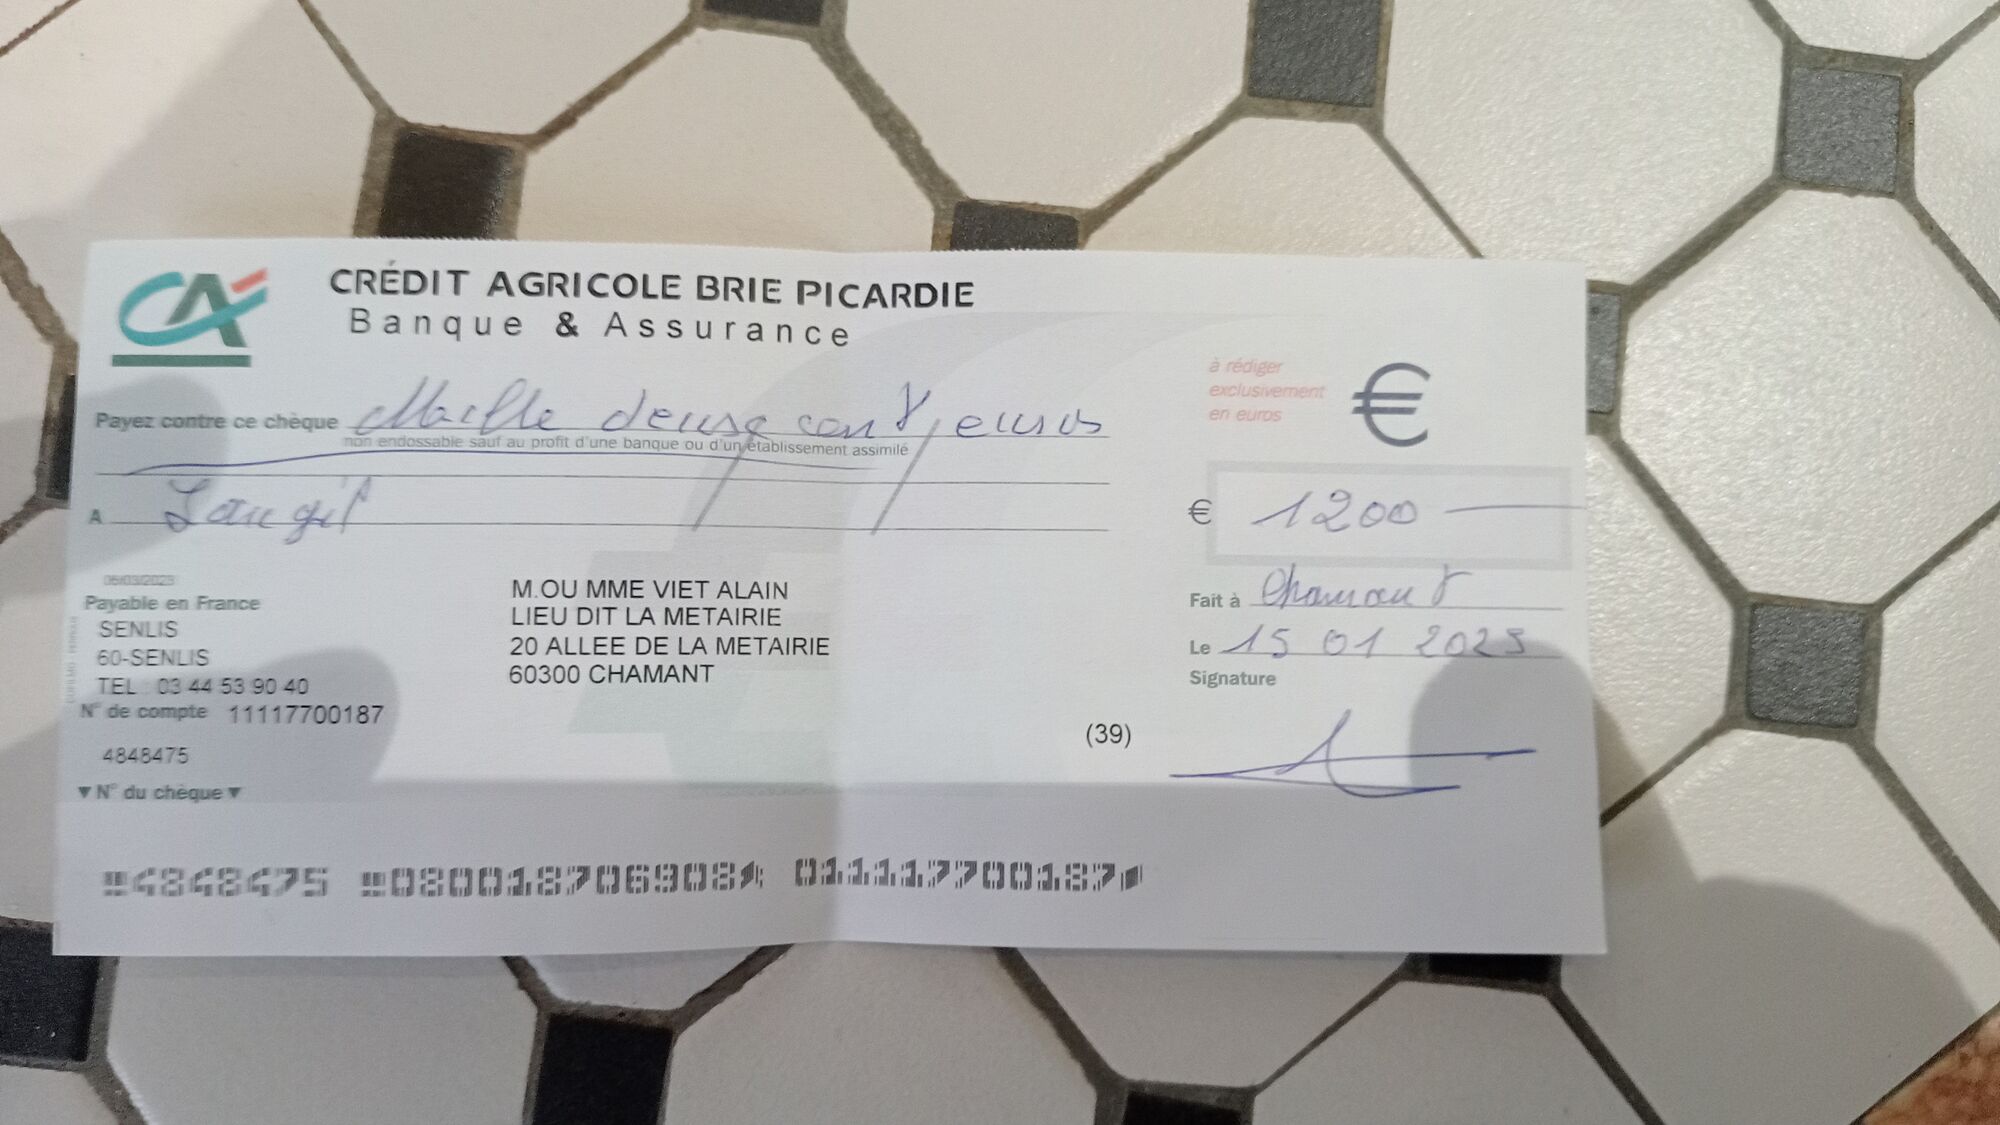 CA
CRÉDIT AGRICOLE BRIE PICARDIE
Banque & Assurance
à rédiger
exclusivement
en euros
€
Payez contre ce chèque Mille deux cent euros
non endossable sauf au profit d'une banque ou d'un établissement assimilé
A
€ 1200
06/03/2023
Payable en France
SENLIS
60-SENLIS
TEL : 03 44 53 90 40
N° de compte 11117700187
4848475
▼ N° du chèque ▼
M.OU MME VIET ALAIN
LIEU DIT LA METAIRIE
20 ALLEE DE LA METAIRIE
60300 CHAMANT
(39)
Fait à Chamant
Le 15 01 2025
Signature
4848475 080018706908 011117700187